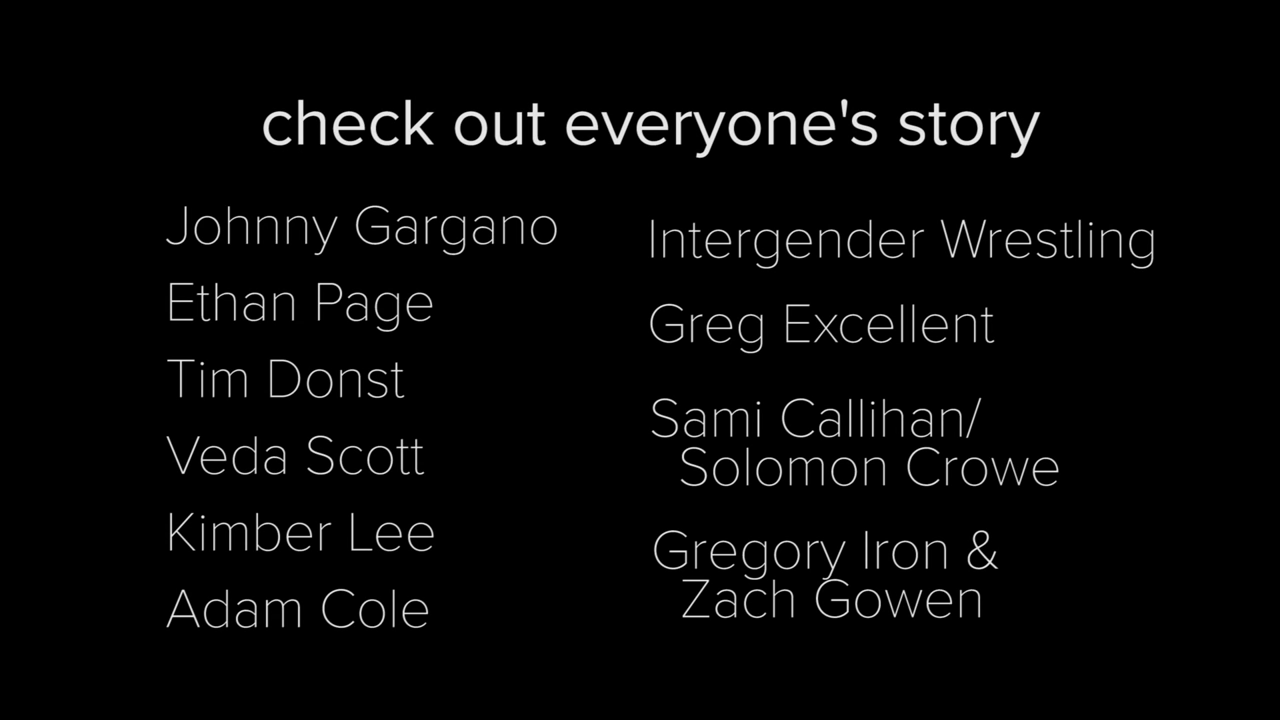 check out everyone's story
Johnny Gargano
Ethan Page
Tim Donst
Veda Scott
Kimber Lee
Adam Cole
Intergender Wrestling
Greg Excellent
Sami Callihan/
Solomon Crowe
Gregory Iron &
Zach Gowen